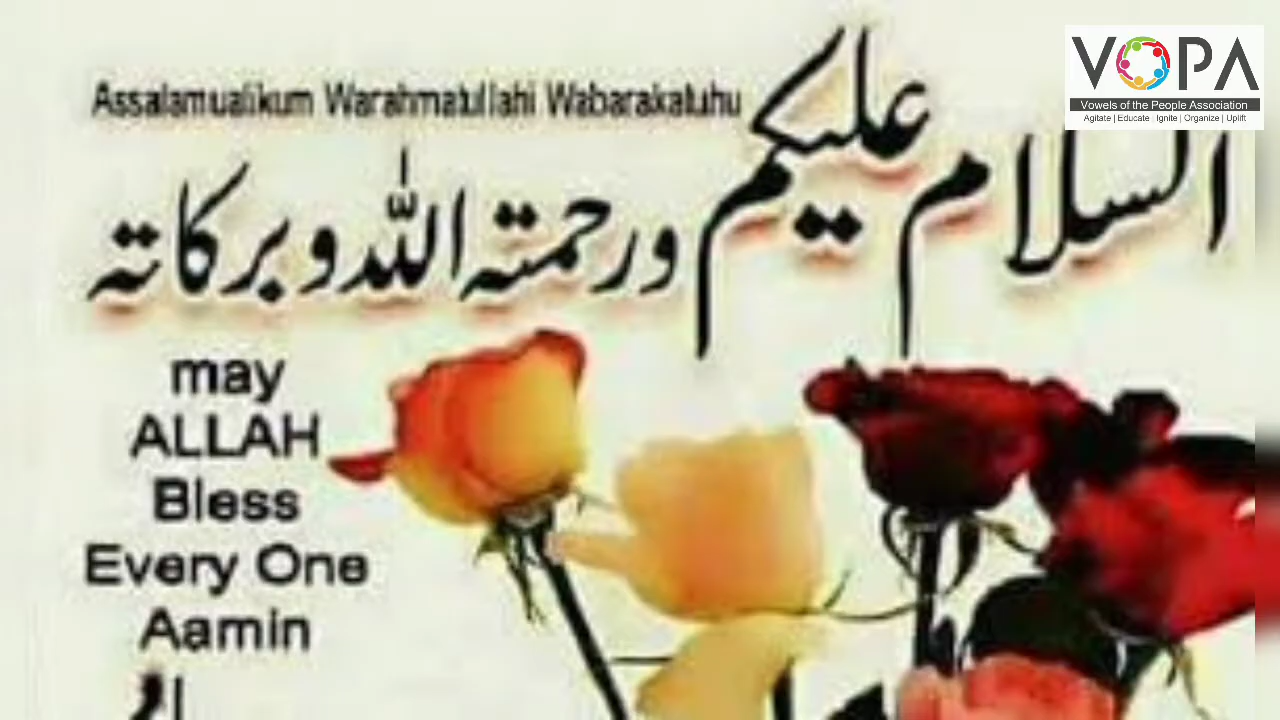 VOPA
Vowels of the People Association
Agitate | Educate | Ignite | Organize | Uplift
Assalamualikum Warahmatullahi Wabarakatuhu
السلام علیکم
ورحمتہ اللہ وبرکاتہ
may
ALLAH
Bless
Every One
Aamin